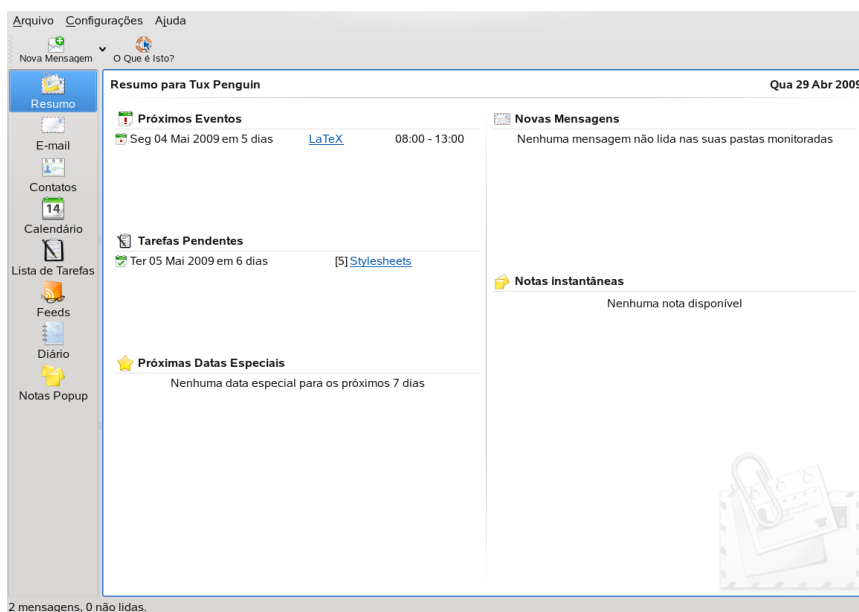 Arquivo Configurações Ajuda
Nova Mensagem O Que é Isto?
Resumo
E-mail
Contatos
14
Calendário
Lista de Tarefas
Feeds
Diário
Notas Popup
Resumo para Tux Penguin Qua 29 Abr 2009
Próximos Eventos
Seg 04 Mai 2009 em 5 dias LaTeX 08:00 - 13:00
Tarefas Pendentes
Ter 05 Mai 2009 em 6 dias [5] Stylesheets
Próximas Datas Especiais
Nenhuma data especial para os próximos 7 dias
Novas Mensagens
Nenhuma mensagem não lida nas suas pastas monitoradas
Notas instantâneas
Nenhuma nota disponível
2 mensagens, 0 não lidas.